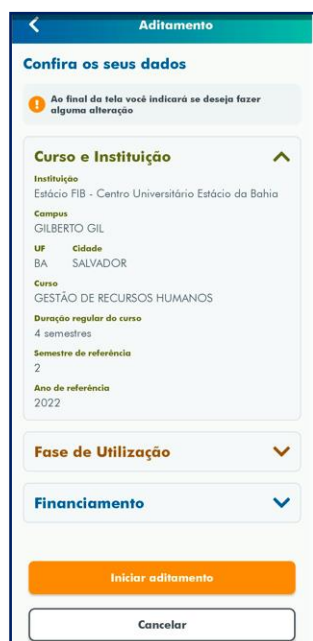 Aditamento
Confira os seus dados
Ao final da tela você indicará se deseja fazer
alguma alteração
Curso e Instituição
Instituição
Estácio FIB - Centro Universitário Estácio da Bahia
Campus
GILBERTO GIL
UF Cidade
BA SALVADOR
Curso
GESTÃO DE RECURSOS HUMANOS
Duração regular do curso
4 semestres
Semestre de referência
2
Ano de referência
2022
Fase de Utilização
Financiamento
Iniciar aditamento
Cancelar